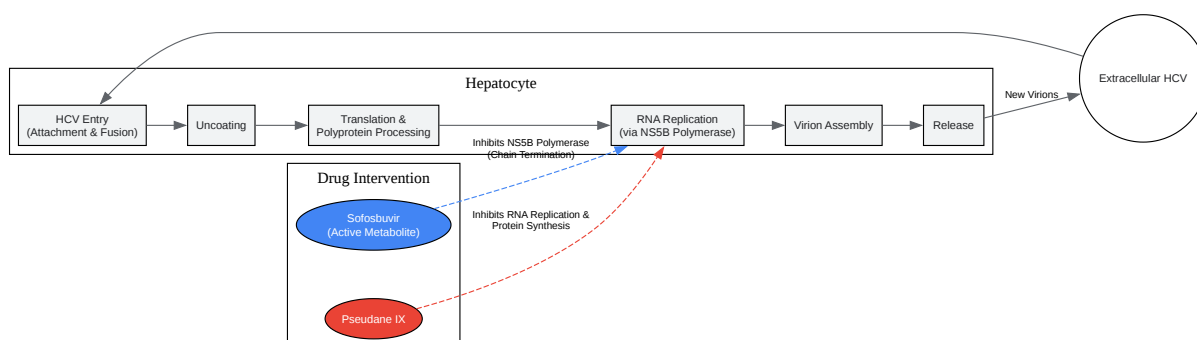 Hepatocyte
HCV Entry
(Attachment & Fusion)
Uncoating
Translation &
Polyprotein Processing
RNA Replication
(via NS5B Polymerase)
Virion Assembly
Release
New Virions
Extracellular HCV
Inhibits NS5B Polymerase
(Chain Termination)
Drug Intervention
Sofosbuvir
(Active Metabolite)
Inhibits RNA Replication &
Protein Synthesis
Pseudane IX